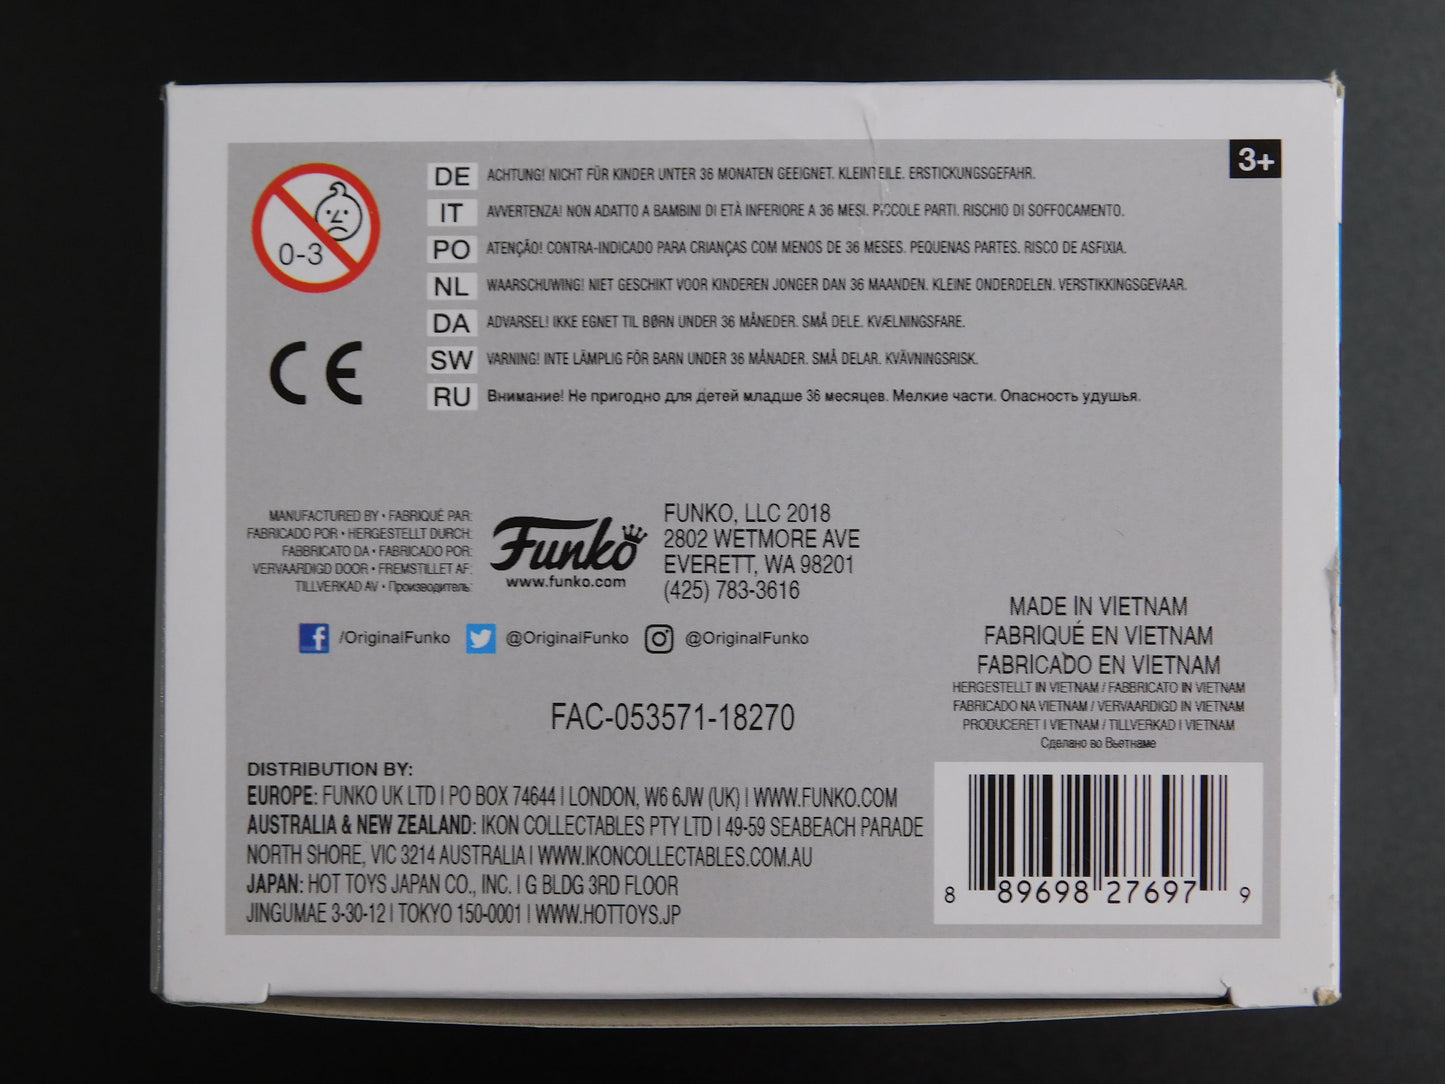 3+
0-3
CE
DE ACHTUNG! NICHT FÜR KINDER UNTER 36 MONATEN GEEIGNET. KLEINTEILE. ERSTICKUNGSGEFAHR.
IT AVVERTENZA! NON ADATTO A BAMBINI DI ETÀ INFERIORE A 36 MESI. PICCOLE PARTI. RISCHIO DI SOFFOCAMENTO.
PO ATENÇÃO! CONTRA-INDICADO PARA CRIANÇAS COM MENOS DE 36 MESES. PEQUENAS PARTES. RISCO DE ASFIXIA.
NL WAARSCHUWING! NIET GESCHIKT VOOR KINDEREN JONGER DAN 36 MAANDEN. KLEINE ONDERDELEN. VERSTIKKINGSGEVAAR.
DA ADVARSEL! IKKE EGNET TIL BØRN UNDER 36 MÅNEDER. SMÅ DELE. KVÆLNINGSFARE.
SW VARNING! INTE LÄMPLIG FÖR BARN UNDER 36 MÅNADER. SMÅ DELAR. KVÄVNINGSRISK.
RU Внимание! Не пригодно для детей младше 36 месяцев. Мелкие части. Опасность удушья.
MANUFACTURED BY • FABRIQUÉ PAR:
FABRICADO POR • HERGESTELLT DURCH:
FABBRICATO DA • FABRICADO POR:
VERVAARDIGD DOOR • FREMSTILLET AF:
TILLVERKAD AV • Производитель:
Funko
www.funko.com
FUNKO, LLC 2018
2802 WETMORE AVE
EVERETT, WA 98201
(425) 783-3616
/OriginalFunko @OriginalFunko @OriginalFunko
MADE IN VIETNAM
FABRIQUÉ EN VIETNAM
FABRICADO EN VIETNAM
HERGESTELLT IN VIETNAM / FABBRICATO IN VIETNAM
FABRICADO NA VIETNAM / VERVAARDIGD IN VIETNAM
PRODUCERET I VIETNAM / TILLVERKAD I VIETNAM
Сделано во Вьетнаме
FAC-053571-18270
DISTRIBUTION BY:
EUROPE: FUNKO UK LTD | PO BOX 74644 | LONDON, W6 6JW (UK) | WWW.FUNKO.COM
AUSTRALIA & NEW ZEALAND: IKON COLLECTABLES PTY LTD | 49-59 SEABEACH PARADE
NORTH SHORE, VIC 3214 AUSTRALIA | WWW.IKONCOLLECTABLES.COM.AU
JAPAN: HOT TOYS JAPAN CO., INC. | G BLDG 3RD FLOOR
JINGUMAE 3-30-12 | TOKYO 150-0001 | WWW.HOTTOYS.JP
8 89698 27697 9